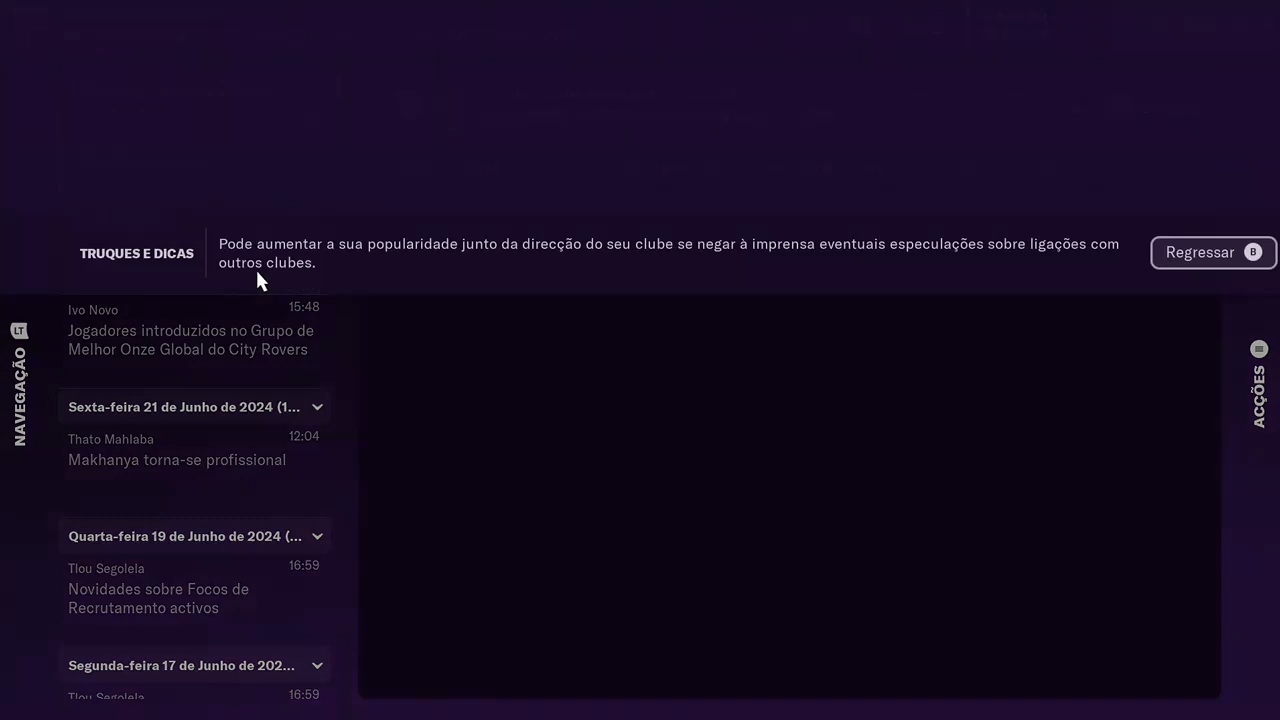 TRUQUES E DICAS
Pode aumentar a sua popularidade junto da direcção do seu clube se negar à imprensa eventuais especulações sobre ligações com
outros clubes.
Regressar B
LT
NAVEGAÇÃO
ACÇÕES
Ivo Novo 15:48
Jogadores introduzidos no Grupo de
Melhor Onze Global do City Rovers
Sexta-feira 21 de Junho de 2024 (1...
Thato Mahlaba 12:04
Makhanya torna-se profissional
Quarta-feira 19 de Junho de 2024 (...
Tlou Segolela 16:59
Novidades sobre Focos de
Recrutamento activos
Segunda-feira 17 de Junho de 202...
Tlou Segolela 16:59